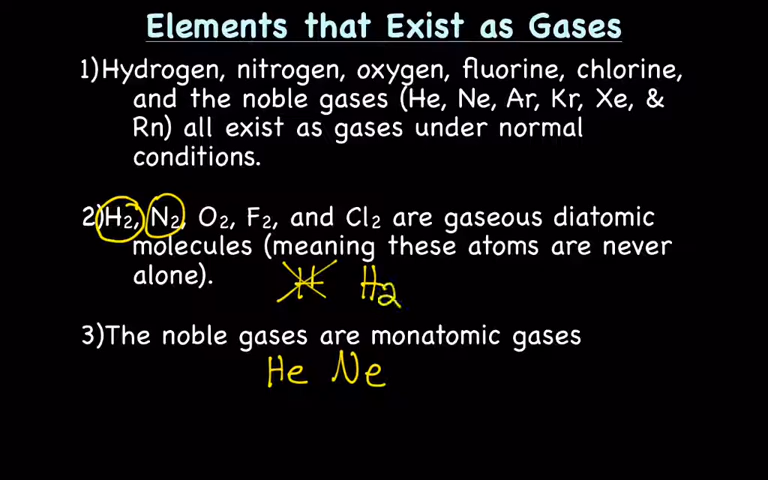 Elements that Exist as Gases
1)Hydrogen, nitrogen, oxygen, fluorine, chlorine,
and the noble gases (He, Ne, Ar, Kr, Xe, &
Rn) all exist as gases under normal
conditions.
2)H₂, N₂, O₂, F₂, and Cl₂ are gaseous diatomic
molecules (meaning these atoms are never
alone).
H H₂
3)The noble gases are monatomic gases
He Ne